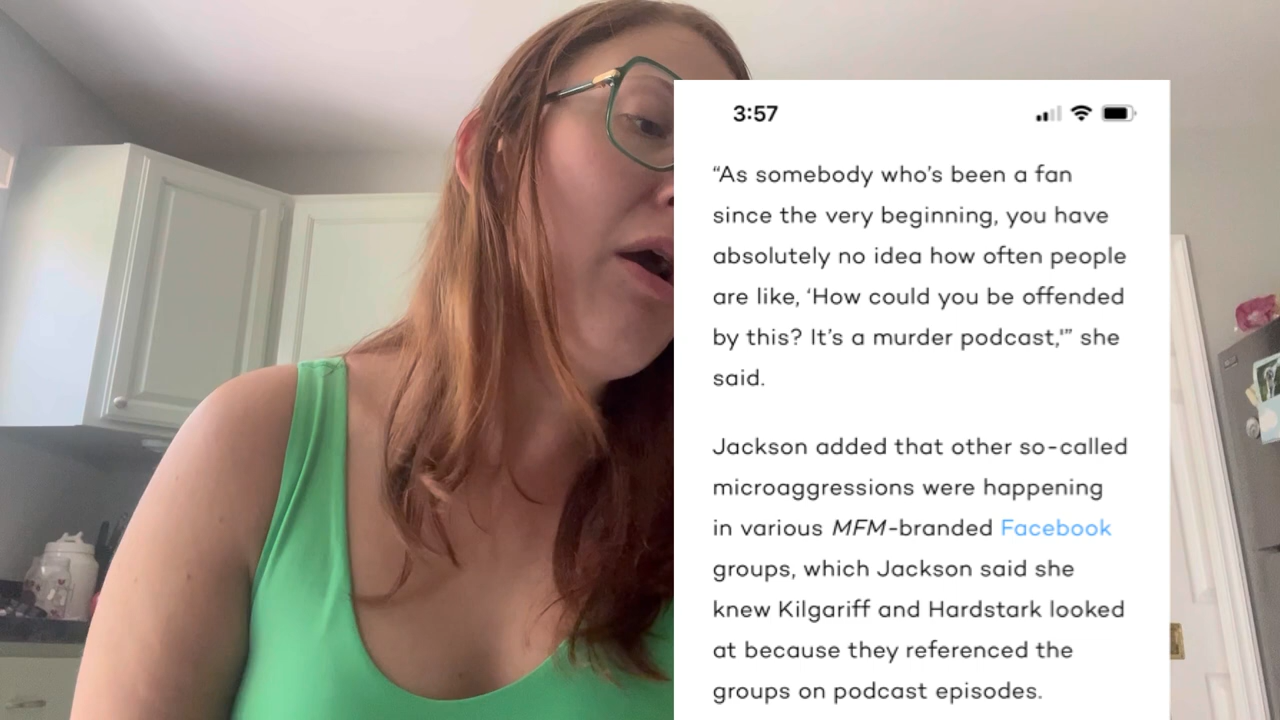 3:57
“As somebody who’s been a fan
since the very beginning, you have
absolutely no idea how often people
are like, ‘How could you be offended
by this? It’s a murder podcast,'” she
said.
Jackson added that other so-called
microaggressions were happening
in various MFM-branded Facebook
groups, which Jackson said she
knew Kilgariff and Hardstark looked
at because they referenced the
groups on podcast episodes.